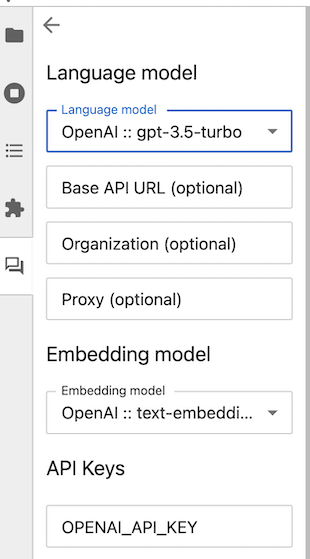 Language model
Language model
OpenAI :: gpt-3.5-turbo
Base API URL (optional)
Organization (optional)
Proxy (optional)
Embedding model
Embedding model
OpenAI :: text-embeddi...
API Keys
OPENAI_API_KEY